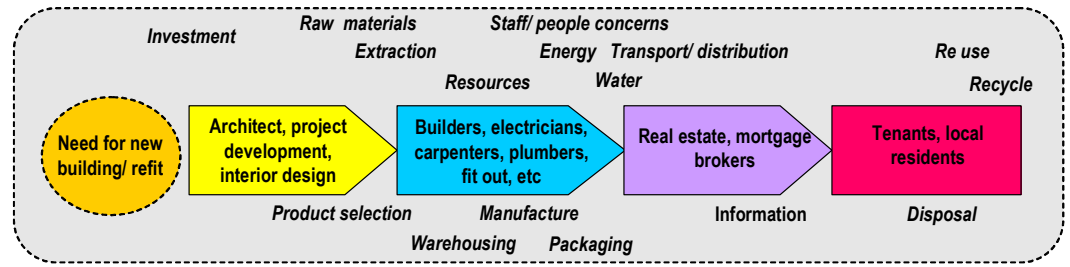 Raw  materials
Staff/ people concerns
Investment
Extraction
Energy
Transport/ distribution
Re use
Resources
Water
Recycle
Need for new
building/ refit
Architect, project
development,
interior design
Builders, electricians,
carpenters, plumbers,
fit out, etc
Real estate, mortgage
brokers
Tenants, local
residents
Product selection
Manufacture
Information
Disposal
Warehousing
Packaging